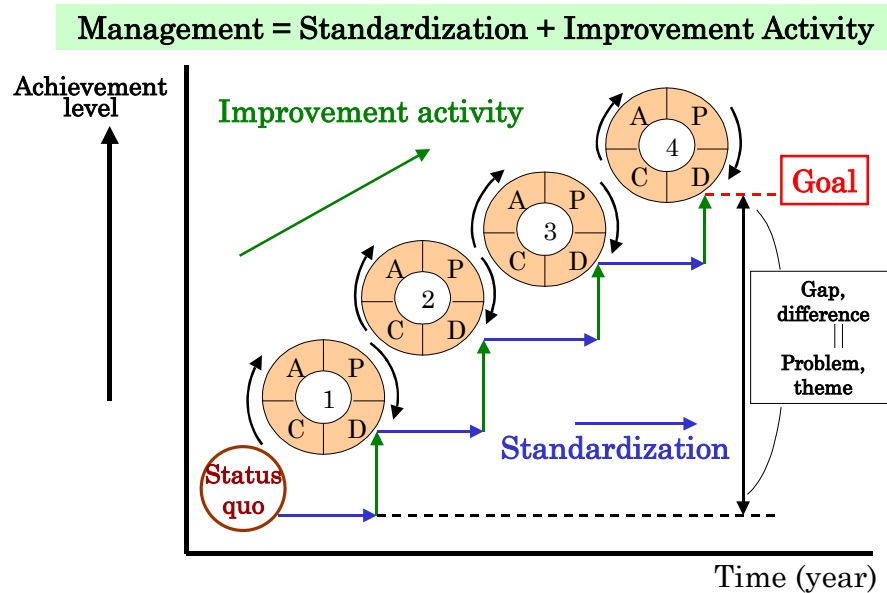 Management = Standardization + Improvement Activity
Achievement
level
Improvement activity
A P
C D
4
Goal
A P
C D
3
A P
C D
2
Gap,
difference
||
Problem,
theme
A P
C D
1
Standardization
Status
quo
Time (year)